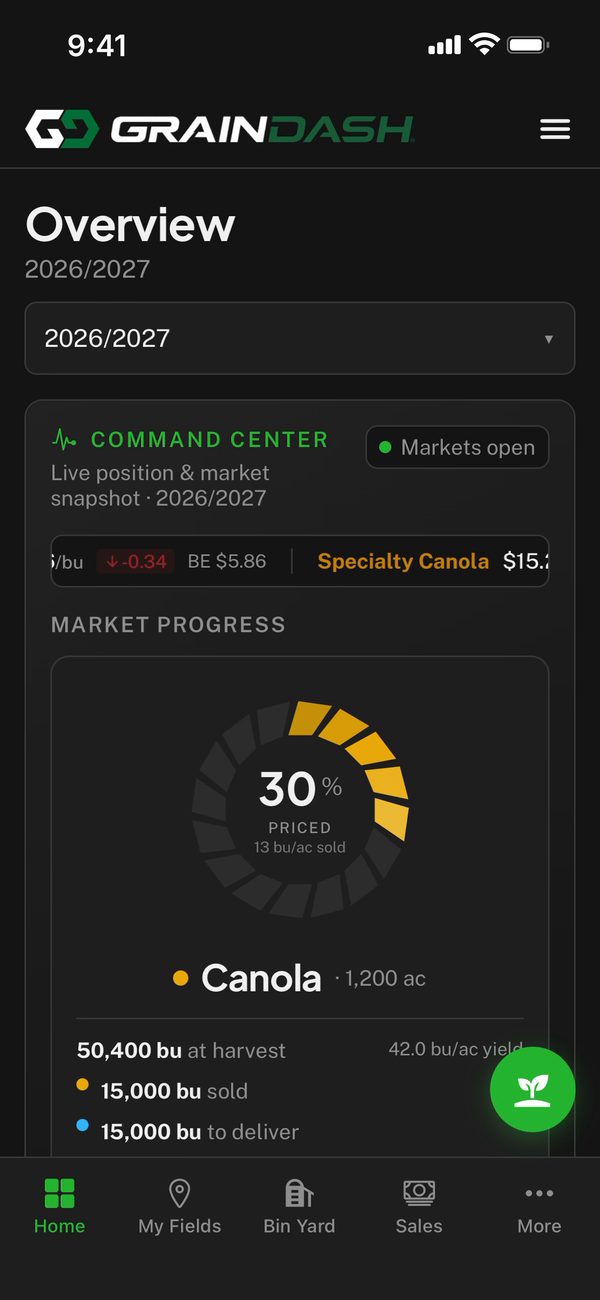 9:41
GRAINDASH
Overview
2026/2027
2026/2027
COMMAND CENTER
Markets open
Live position & market
snapshot · 2026/2027
/bu ↓ -0.34 BE $5.86 Specialty Canola $15.
MARKET PROGRESS
30 %
PRICED
13 bu/ac sold
Canola · 1,200 ac
50,400 bu at harvest 42.0 bu/ac yield
15,000 bu sold
15,000 bu to deliver
Home My Fields Bin Yard Sales More